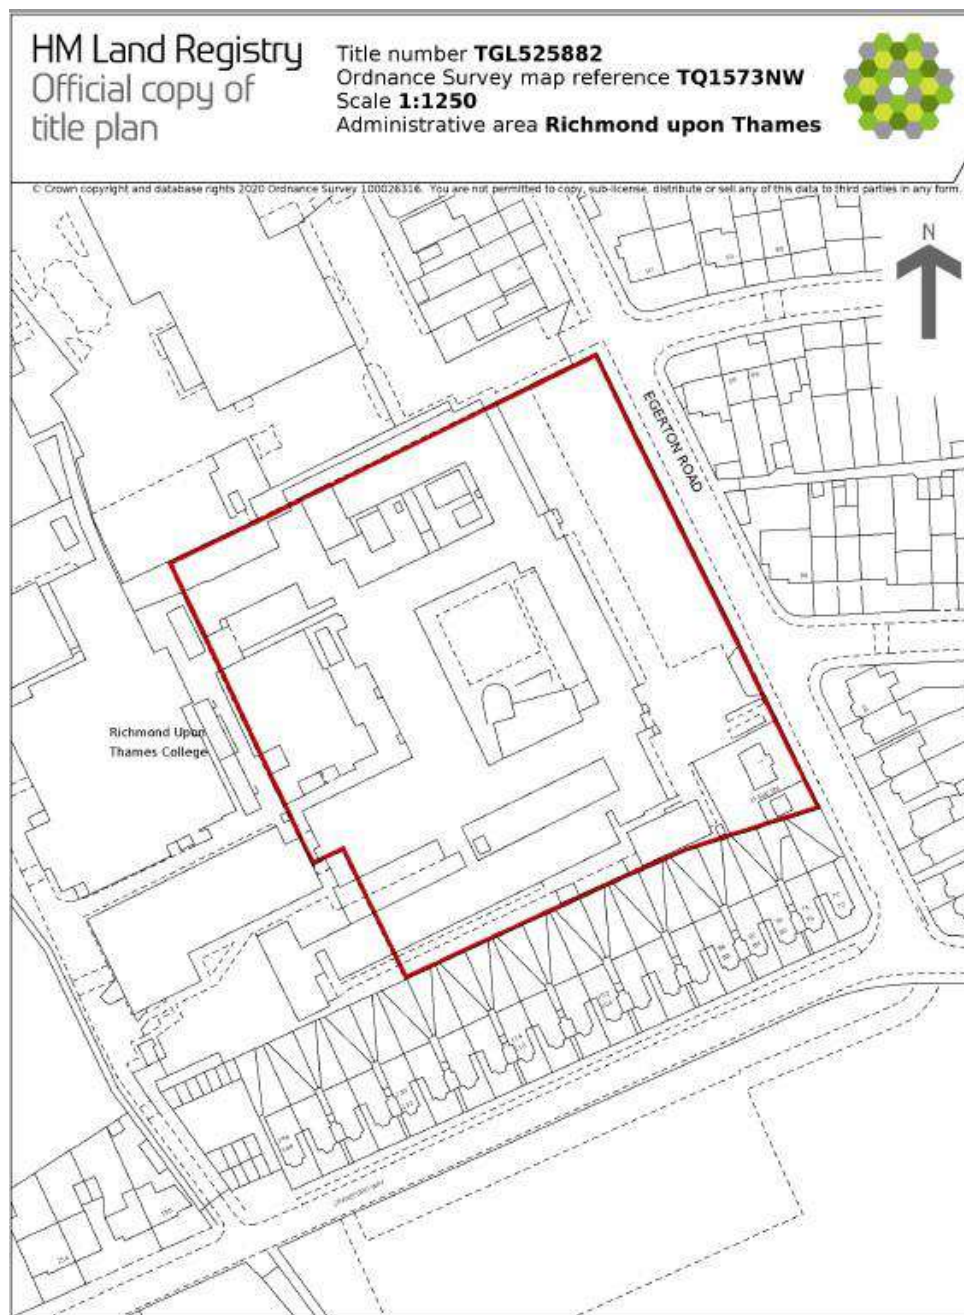 HM Land Registry
Official copy of
title plan
Title number TGL525882
Ordnance Survey map reference TQ1573NW
Scale 1:1250
Administrative area Richmond upon Thames
© Crown copyright and database rights 2020 Ordnance Survey 100026316. You are not permitted to copy, sub-license, distribute or sell any of this data to third parties in any form.
N
EGERTON ROAD
Richmond Upon
Thames College